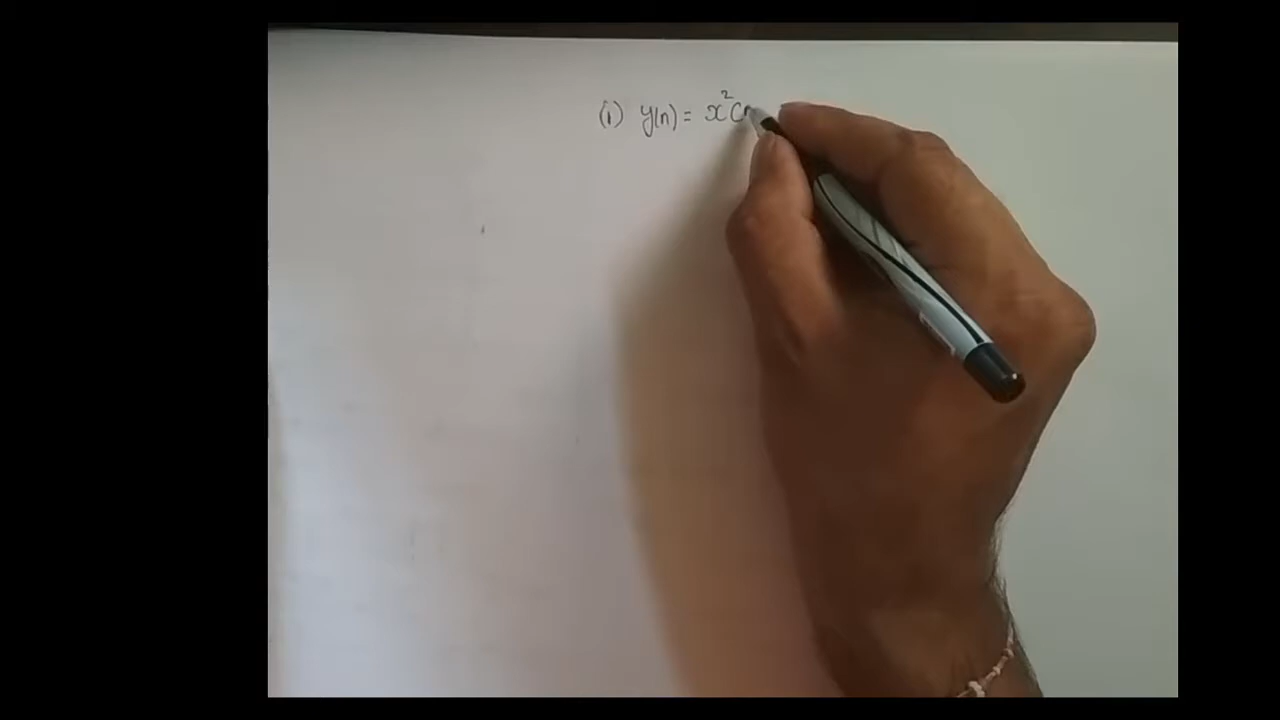 (i) y(n) = x²(n